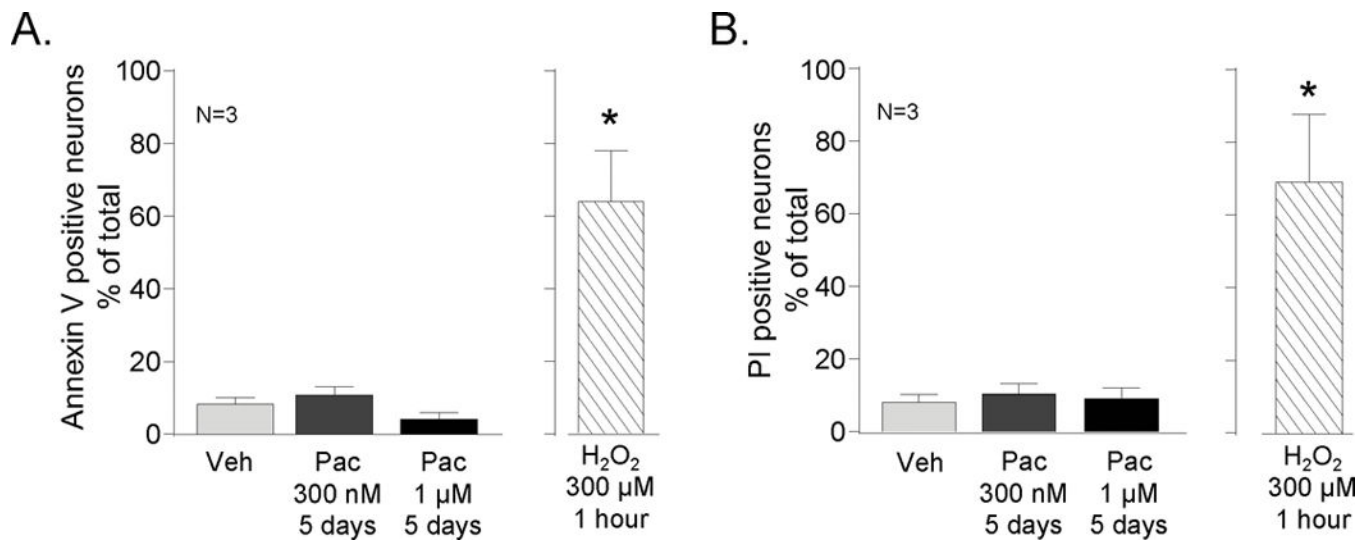 A.
Annexin V positive neurons
% of total
100
80
60
40
20
0
N=3
*
Veh
Pac
300 nM
5 days
Pac
1 µM
5 days
H₂O₂
300 µM
1 hour
B.
PI positive neurons
% of total
100
80
60
40
20
0
N=3
*
Veh
Pac
300 nM
5 days
Pac
1 µM
5 days
H₂O₂
300 µM
1 hour